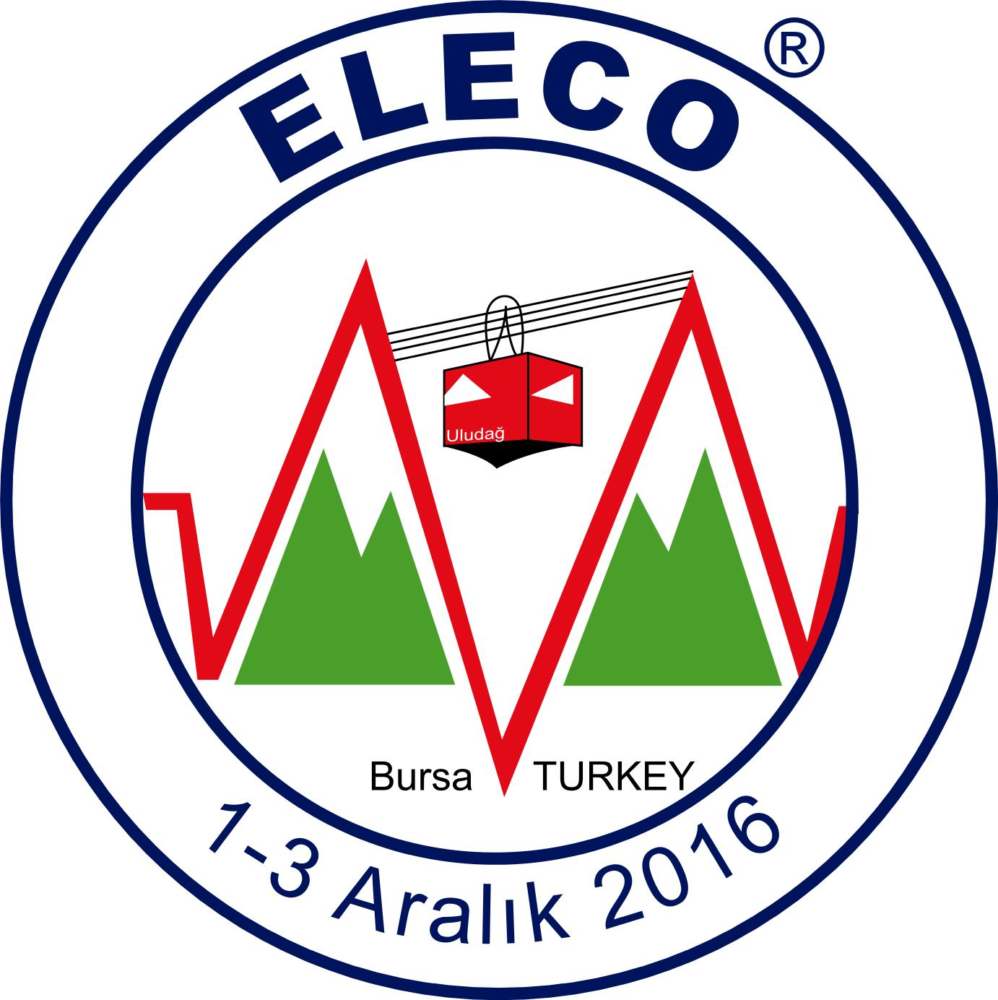 ELECO®
Uludağ
Bursa TURKEY
1-3 Aralık 2016